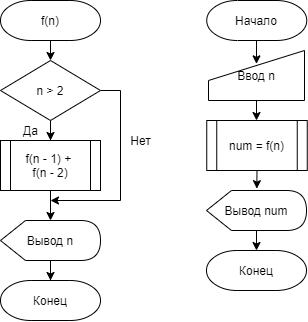 f(n)
n > 2
Да
Нет
f(n - 1) +
f(n - 2)
Вывод n
Конец
Начало
Ввод n
num = f(n)
Вывод num
Конец